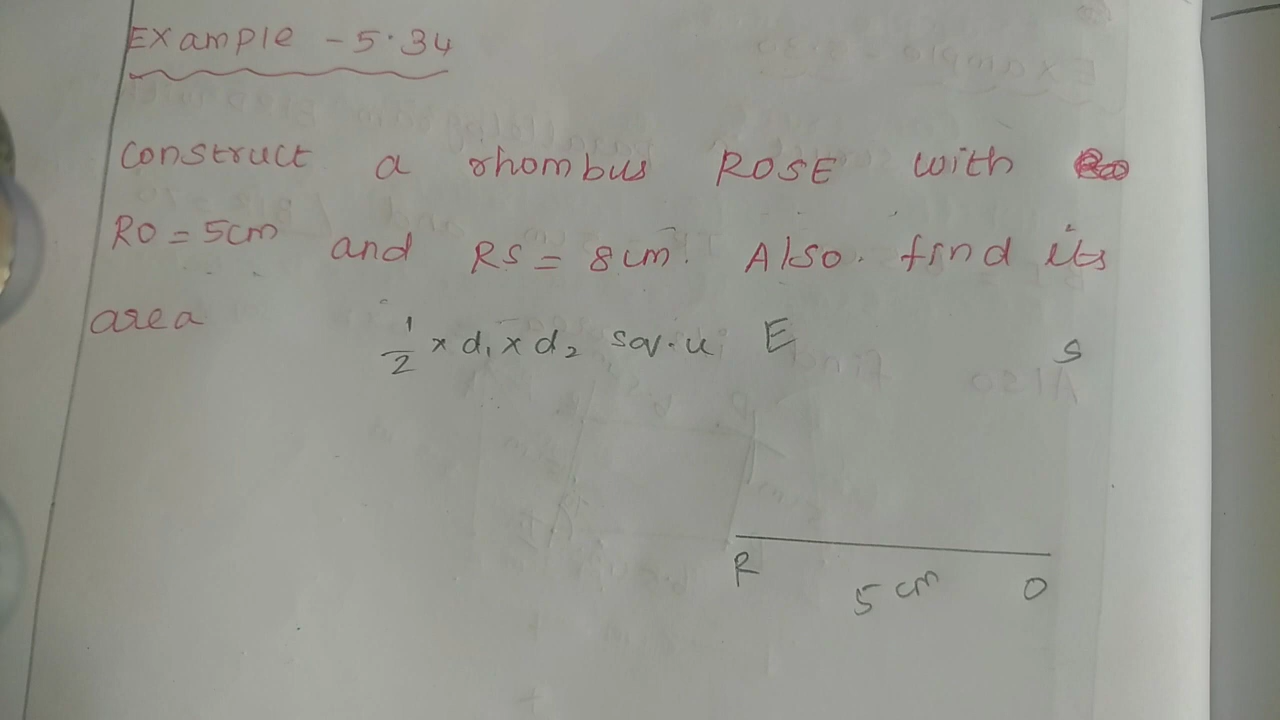 Example - 5.34
Construct a rhombus ROSE with
RO = 5cm and RS = 8cm. Also. find its
area
1/2 x d₁ x d₂ sq.u
E S
R 5 cm O